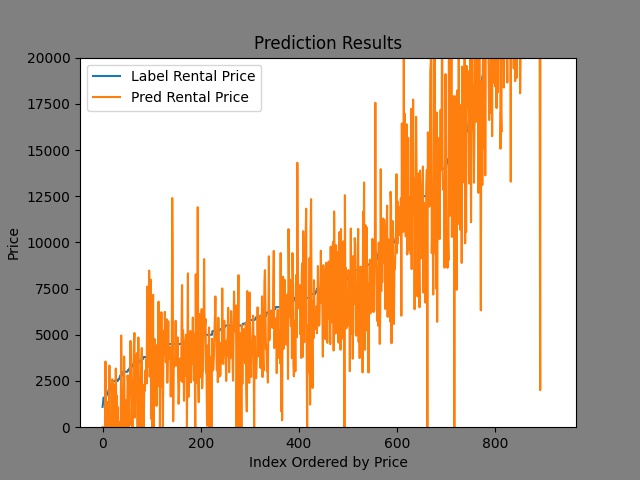 Prediction Results
Label Rental Price
Pred Rental Price
20000
17500
15000
12500
10000
7500
5000
2500
0
Price
0 200 400 600 800
Index Ordered by Price